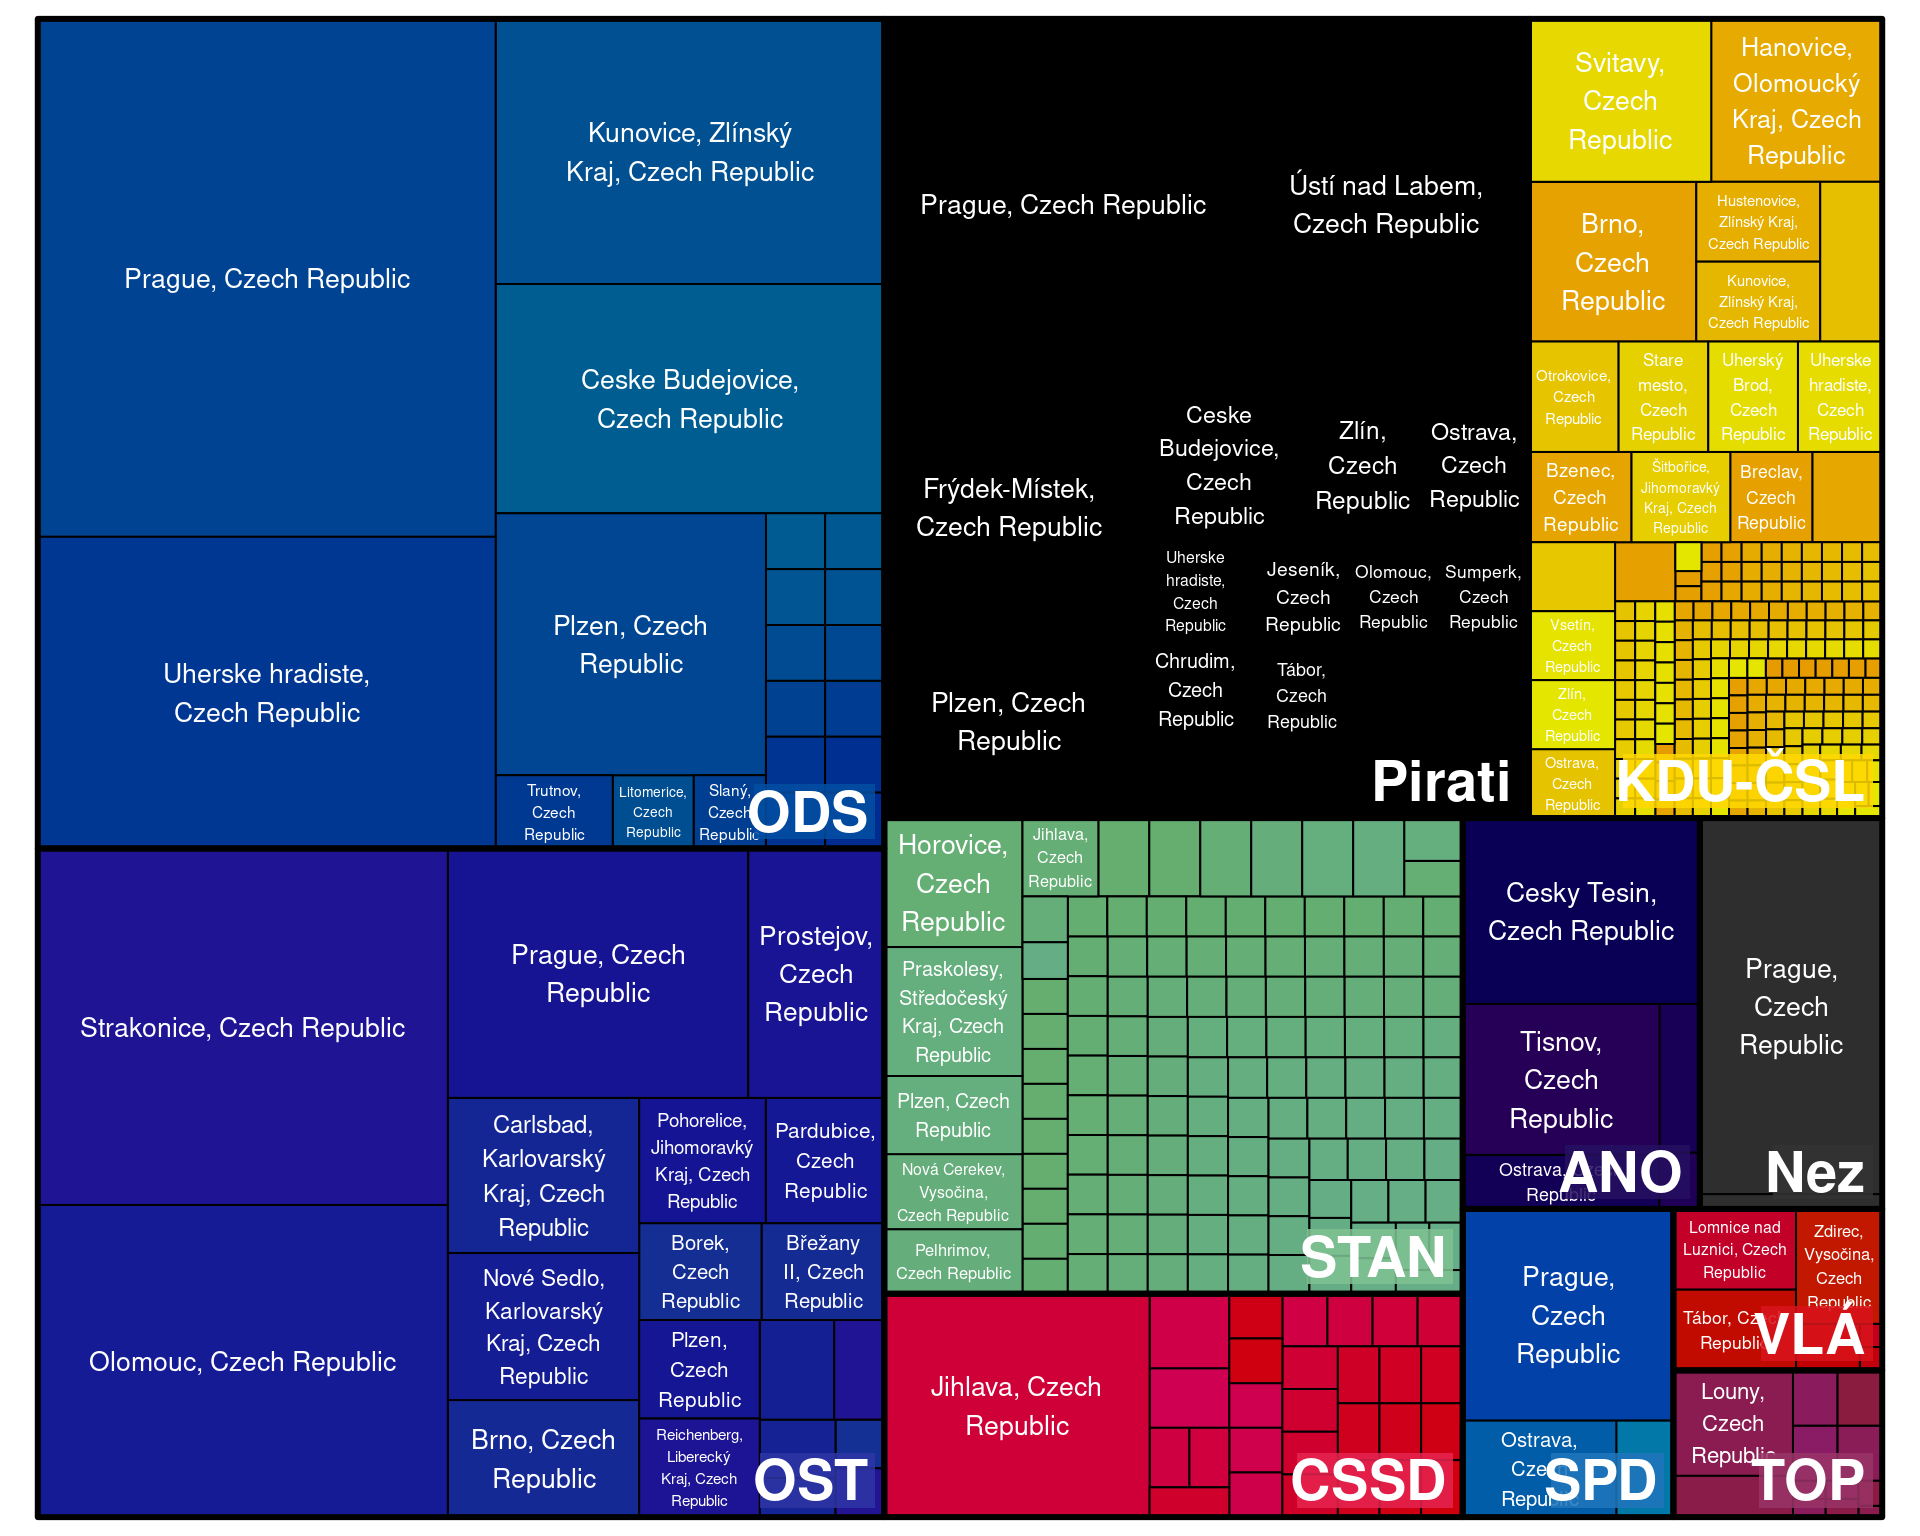 Prague, Czech Republic
Kunovice, Zlínský
Kraj, Czech Republic
Ceske Budejovice,
Czech Republic
Uherske hradiste,
Czech Republic
Plzen, Czech
Republic
Trutnov,
Czech
Republic
Litomerice,
Czech
Republic
Slaný,
Czech
Republic
ODS
Prague, Czech Republic
Ústí nad Labem,
Czech Republic
Frýdek-Místek,
Czech Republic
Ceske
Budejovice,
Czech
Republic
Zlín,
Czech
Republic
Ostrava,
Czech
Republic
Uherske
hradiste,
Czech
Republic
Jeseník,
Czech
Republic
Olomouc,
Czech
Republic
Sumperk,
Czech
Republic
Plzen, Czech
Republic
Chrudim,
Czech
Republic
Tábor,
Czech
Republic
Pirati
Svitavy,
Czech
Republic
Hanovice,
Olomoucký
Kraj, Czech
Republic
Brno,
Czech
Republic
Hustenovice,
Zlínský Kraj,
Czech Republic
Kunovice,
Zlínský Kraj,
Czech Republic
Otrokovice,
Czech
Republic
Stare
mesto,
Czech
Republic
Uherský
Brod,
Czech
Republic
Uherske
hradiste,
Czech
Republic
Bzenec,
Czech
Republic
Šitbořice,
Jihomoravký
Kraj, Czech
Republic
Breclav,
Czech
Republic
Vsetín,
Czech
Republic
Zlín,
Czech
Republic
Ostrava,
Czech
Republic
KDU-ČSL
Strakonice, Czech Republic
Prague, Czech
Republic
Prostejov,
Czech
Republic
Olomouc, Czech Republic
Carlsbad,
Karlovarský
Kraj, Czech
Republic
Pohorelice,
Jihomoravký
Kraj, Czech
Republic
Pardubice,
Czech
Republic
Nové Sedlo,
Karlovarský
Kraj, Czech
Republic
Borek,
Czech
Republic
Břežany
II, Czech
Republic
Brno, Czech
Republic
Plzen,
Czech
Republic
Reichenberg,
Liberecký
Kraj, Czech
Republic
OST
Horovice,
Czech
Republic
Jihlava,
Czech
Republic
Praskolesy,
Středočeský
Kraj, Czech
Republic
Plzen, Czech
Republic
Nová Cerekev,
Vysočina,
Czech Republic
Pelhrimov,
Czech Republic
STAN
Jihlava, Czech
Republic
CSSD
Cesky Tesin,
Czech Republic
Tisnov,
Czech
Republic
Ostrava, Czech
Republic
ANO
Prague,
Czech
Republic
Nez
Prague,
Czech
Republic
Ostrava,
Czech
Republic
SPD
Lomnice nad
Luznici, Czech
Republic
Zdirec,
Vysočina,
Czech
Republic
Tábor, Czech
Republic
VLÁ
Louny,
Czech
Republic
TOP